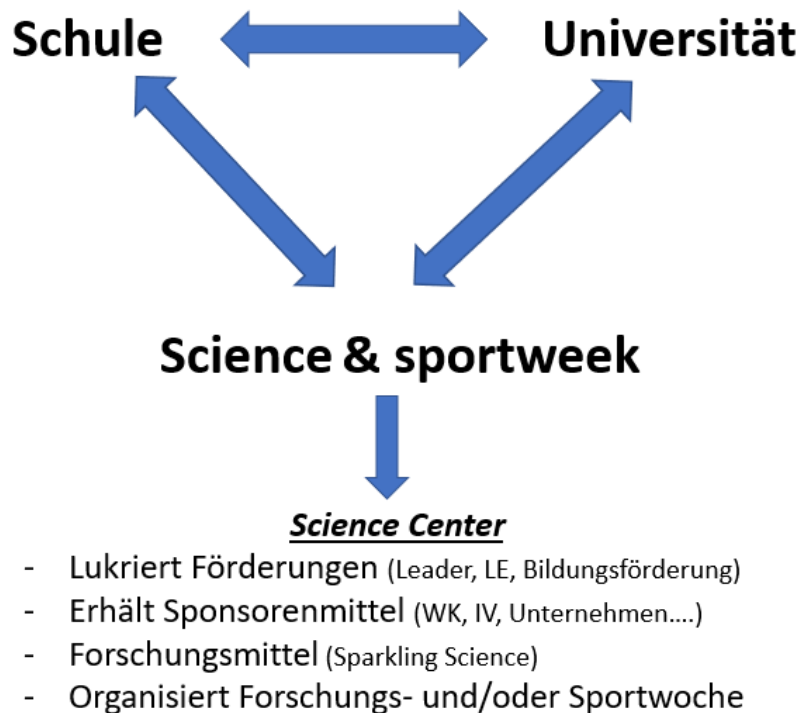 Schule Universität
Science & sportweek
Science Center
- Lukriert Förderungen (Leader, LE, Bildungsförderung)
- Erhält Sponsorenmittel (WK, IV, Unternehmen....)
- Forschungsmittel (Sparkling Science)
- Organisiert Forschungs- und/oder Sportwoche